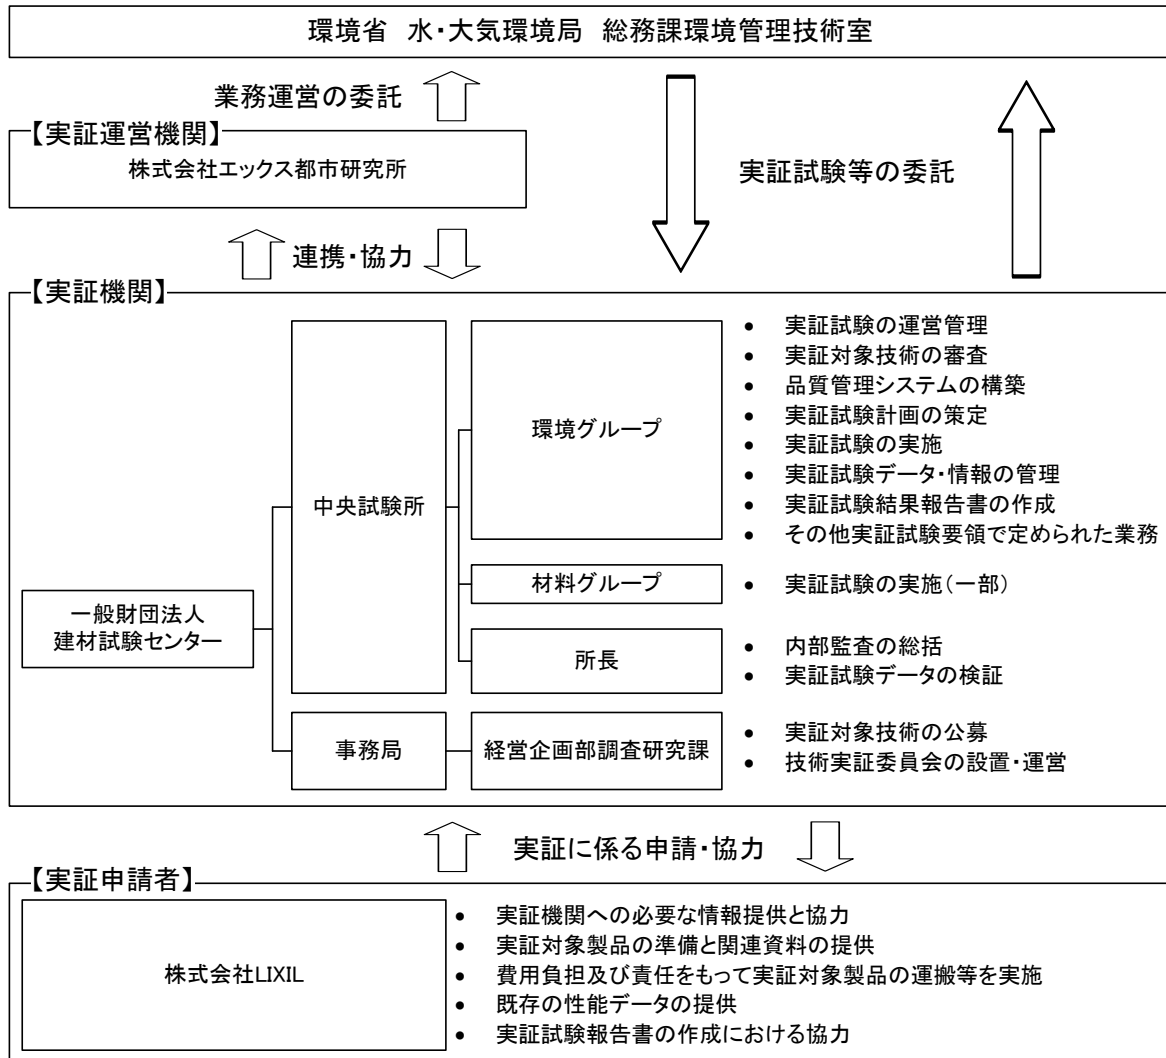 環境省 水・大気環境局 総務課環境管理技術室
業務運営の委託
【実証運営機関】
株式会社エックス都市研究所
実証試験等の委託
連携・協力
【実証機関】
環境グループ
• 実証試験の運営管理
• 実証対象技術の審査
• 品質管理システムの構築
• 実証試験計画の策定
• 実証試験の実施
• 実証試験データ・情報の管理
• 実証試験結果報告書の作成
• その他実証試験要領で定められた業務
中央試験所
材料グループ
• 実証試験の実施(一部)
一般財団法人
建材試験センター
所長
• 内部監査の総括
• 実証試験データの検証
事務局
経営企画部調査研究課
• 実証対象技術の公募
• 技術実証委員会の設置・運営
実証に係る申請・協力
【実証申請者】
株式会社LIXIL
• 実証機関への必要な情報提供と協力
• 実証対象製品の準備と関連資料の提供
• 費用負担及び責任をもって実証対象製品の運搬等を実施
• 既存の性能データの提供
• 実証試験報告書の作成における協力